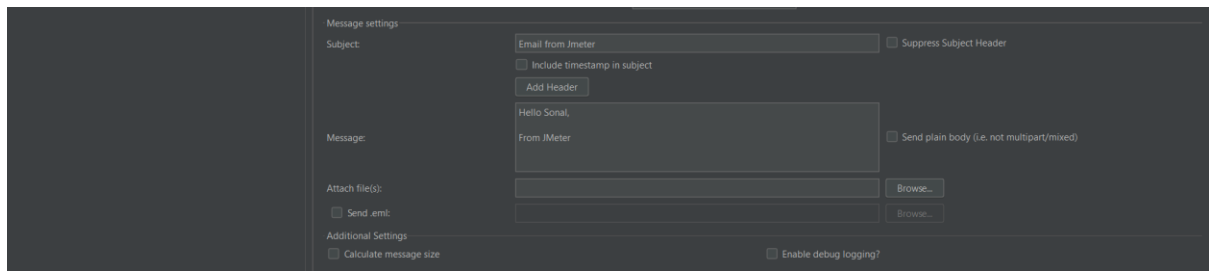 Message settings
Subject: Email from Jmeter Suppress Subject Header
Include timestamp in subject
Add Header
Hello Sonal,
Message: From JMeter Send plain body (i.e. not multipart/mixed)
Attach file(s): Browse...
Send .eml: Browse...
Additional Settings
Calculate message size Enable debug logging?